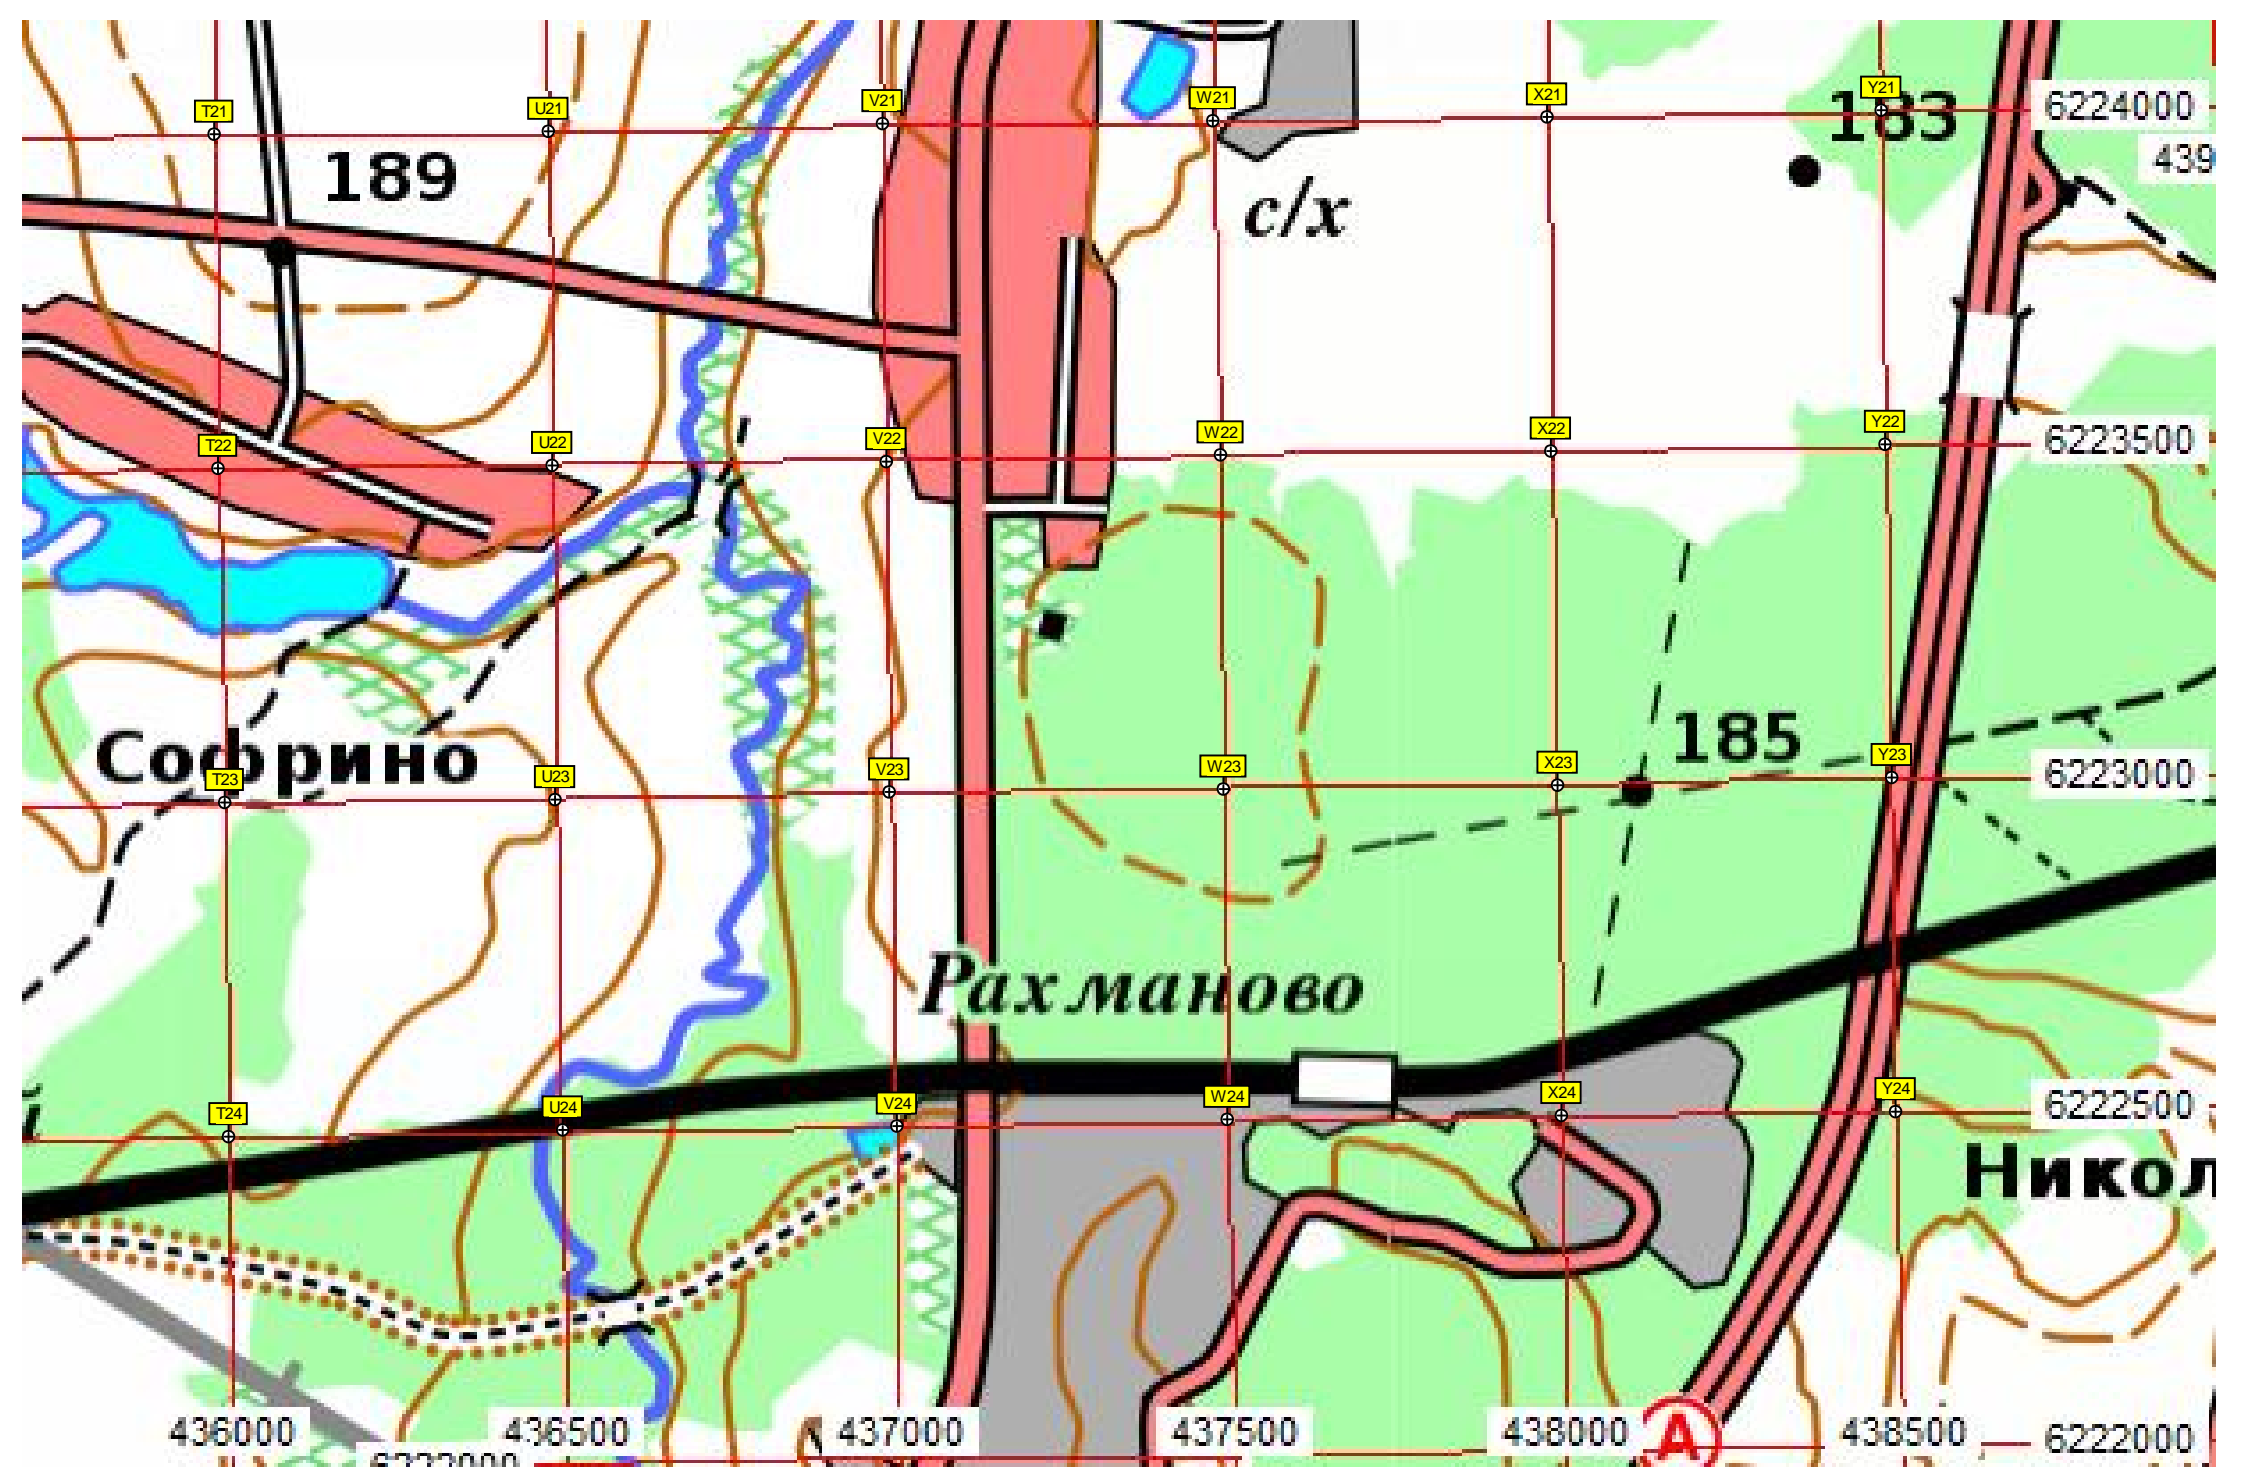 T21 U21 V21 W21 X21 Y21 183 6224000
439
189
с/х
T22 U22 V22 W22 X22 Y22 6223500
185
Софрино
T23 U23 V23 W23 X23 Y23 6223000
Рахманово
T24 U24 V24 W24 X24 Y24 6222500
й
Никол
436000 436500 437000 437500 438000 А 438500 6222000
6222000